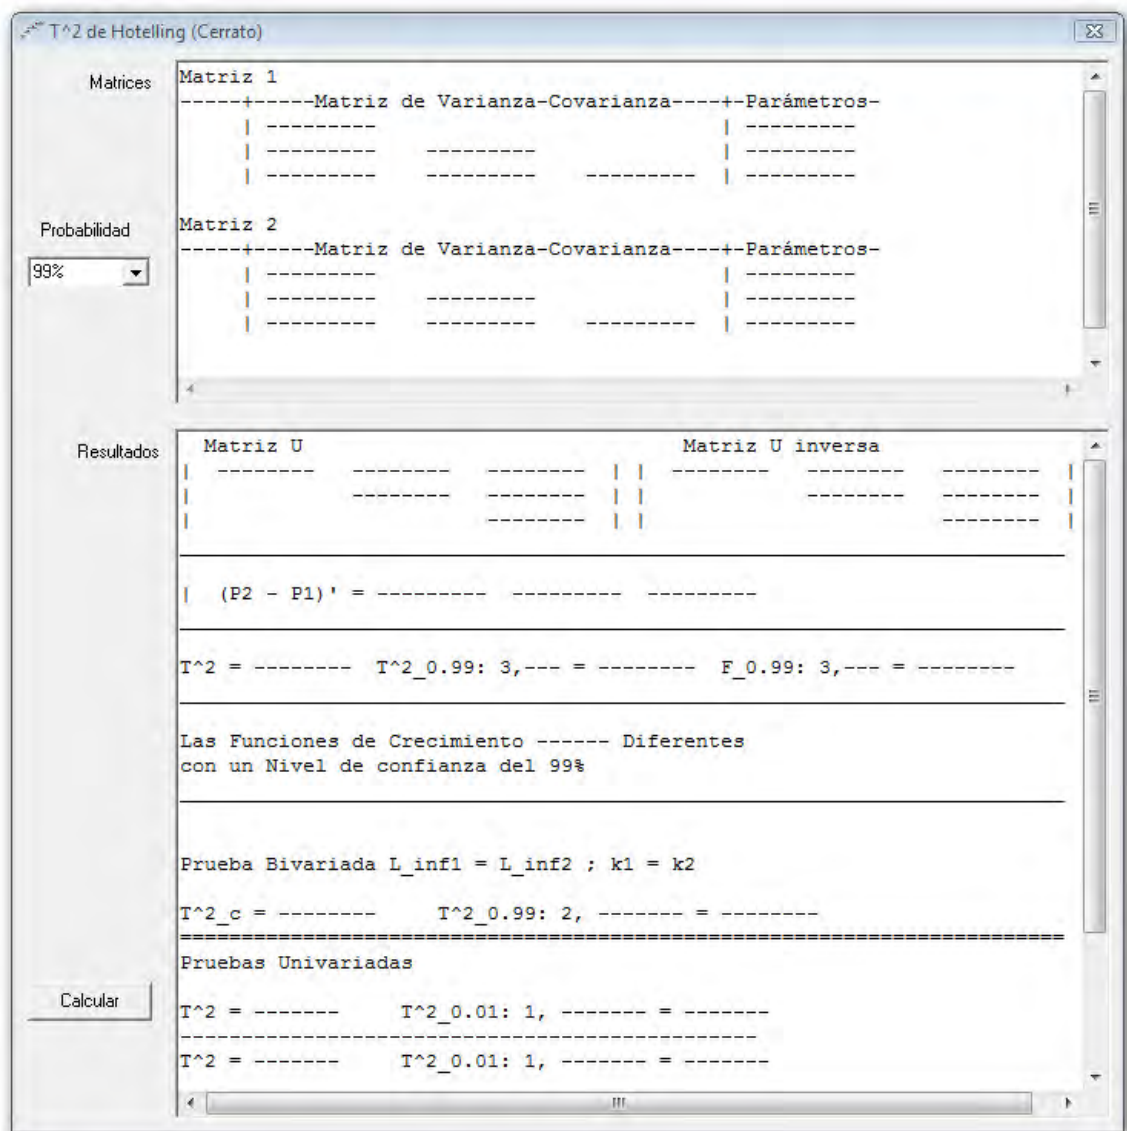 T^2 de Hotelling (Cerrato)
Matrices
Matriz 1
-----+-----Matriz de Varianza-Covarianza----+-Parámetros-
| --------- | ---------
| --------- --------- | ---------
| --------- --------- --------- | ---------
Probabilidad
99%
Matriz 2
-----+-----Matriz de Varianza-Covarianza----+-Parámetros-
| --------- | ---------
| --------- --------- | ---------
| --------- --------- --------- | ---------
Resultados
Matriz U Matriz U inversa
| -------- -------- -------- | | -------- -------- -------- |
| -------- -------- | | -------- -------- |
| -------- | | -------- |
| (P2 - P1)' = --------- --------- ---------
T^2 = -------- T^2_0.99: 3,--- = -------- F_0.99: 3,--- = --------
Las Funciones de Crecimiento ------ Diferentes
con un Nivel de confianza del 99%
Prueba Bivariada L_inf1 = L_inf2 ; k1 = k2
T^2_c = -------- T^2_0.99: 2, ------- = --------
Pruebas Univariadas
Calcular
T^2 = ------- T^2_0.01: 1, ------- = -------
T^2 = ------- T^2_0.01: 1, ------- = -------